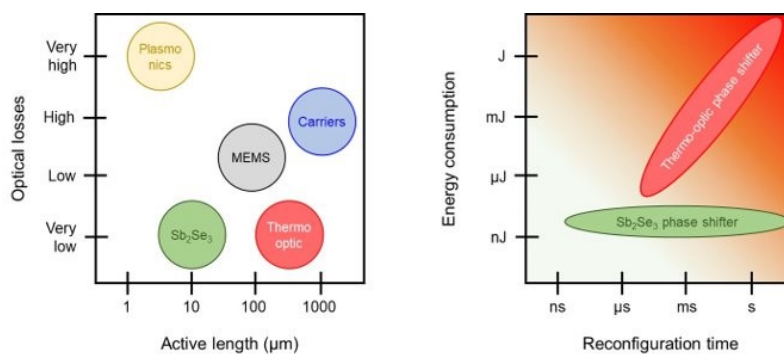 Optical losses
Very
high
High
Low
Very
low
Plasmo
nics
Carriers
MEMS
Sb₂Se₃
Thermo
optic
1
10
100
1000
Active length (µm)
Energy consumption
J
mJ
µJ
nJ
Thermo-optic phase shifter
Sb₂Se₃ phase shifter
ns
µs
ms
s
Reconfiguration time